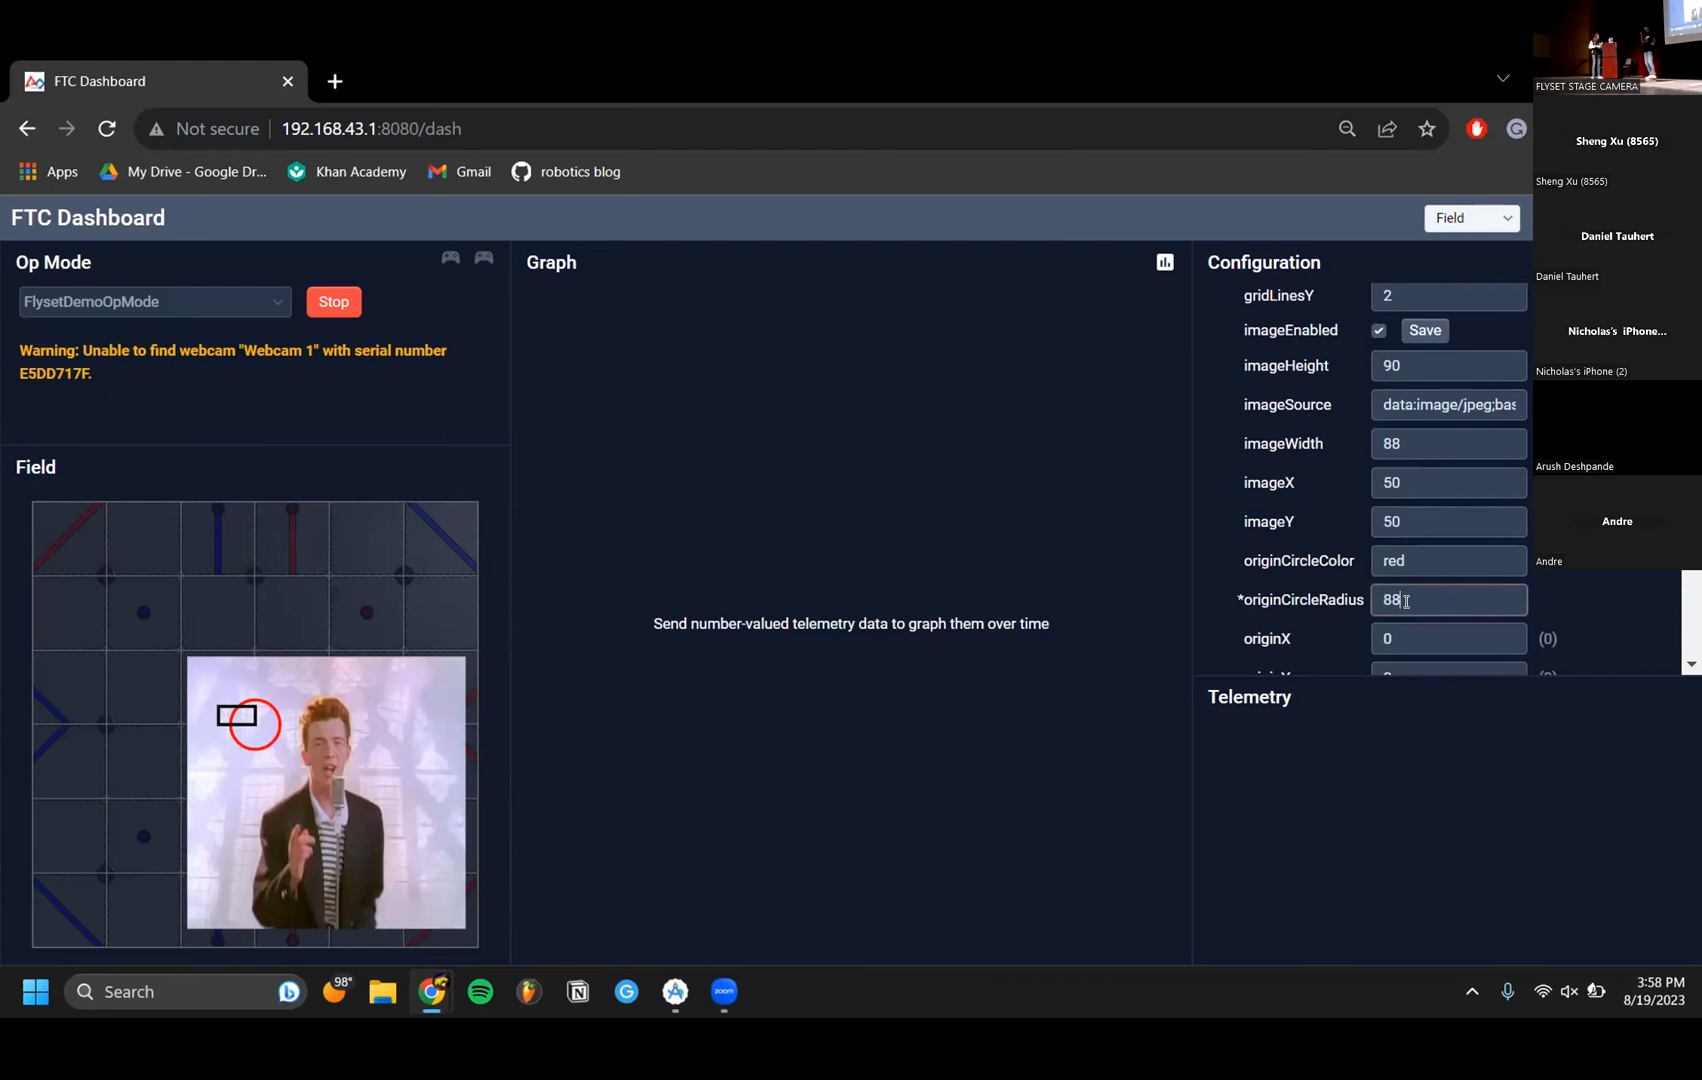 FTC Dashboard
Not secure 192.168.43.1:8080/dash
Apps My Drive - Google Dr... Khan Academy Gmail robotics blog
FTC Dashboard
Field
Op Mode
FlysetDemoOpMode
Stop
Warning: Unable to find webcam "Webcam 1" with serial number
E5DD717F.
Field
Graph
Send number-valued telemetry data to graph them over time
Configuration
gridLinesY 2
imageEnabled Save
imageHeight 90
imageSource data:image/jpeg;bas
imageWidth 88
imageX 50
imageY 50
originCircleColor red
*originCircleRadius 88
originX 0 (0)
Telemetry
FLYSET STAGE CAMERA
Sheng Xu (8565)
Sheng Xu (8565)
Daniel Tauhert
Daniel Tauhert
Nicholas's iPhone...
Nicholas's iPhone (2)
Arush Deshpande
Andre
Andre
Search
98°
zoom
3:58 PM
8/19/2023